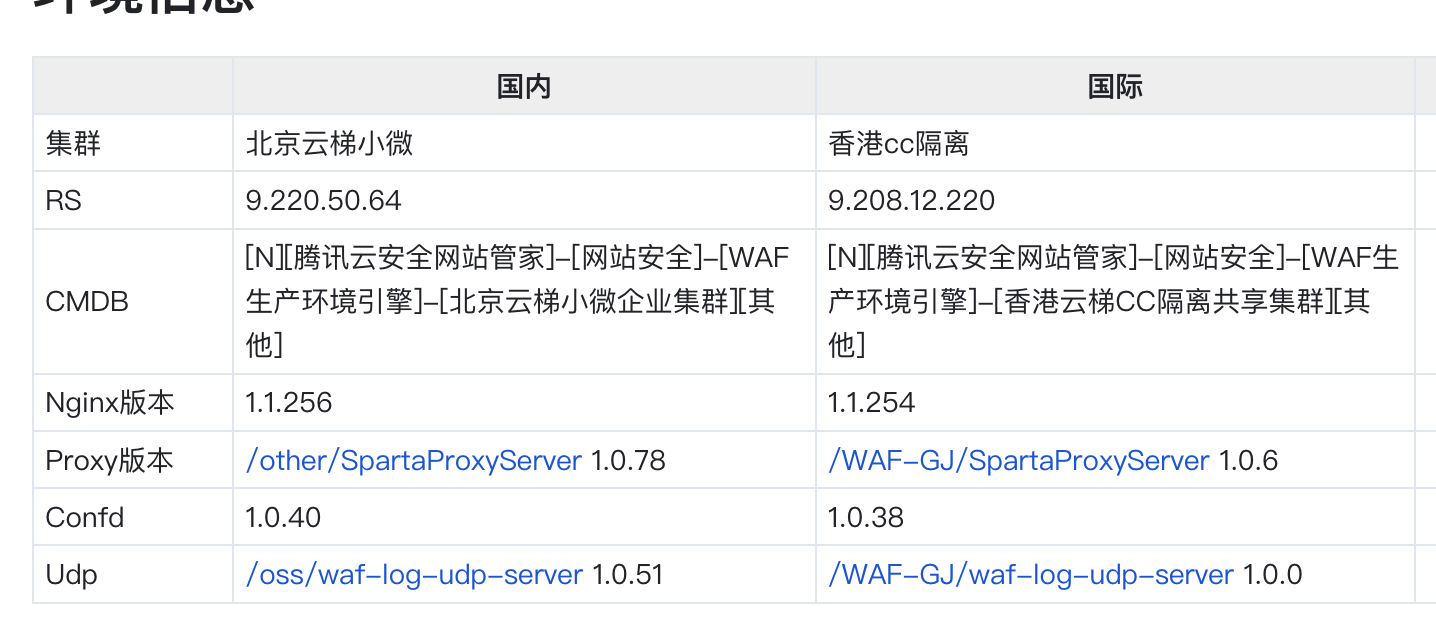 环境信息
国内 国际
集群 北京云梯小微 香港cc隔离
RS 9.220.50.64 9.208.12.220
CMDB [N][腾讯云安全网站管家]–[网站安全]–[WAF
生产环境引擎]–[北京云梯小微企业集群][其
他]
[N][腾讯云安全网站管家]–[网站安全]–[WAF生
产环境引擎]–[香港云梯CC隔离共享集群][其
他]
Nginx版本 1.1.256 1.1.254
Proxy版本 /other/SpartaProxyServer 1.0.78 /WAF–GJ/SpartaProxyServer 1.0.6
Confd 1.0.40 1.0.38
Udp /oss/waf–log–udp–server 1.0.51 /WAF–GJ/waf–log–udp–server 1.0.0